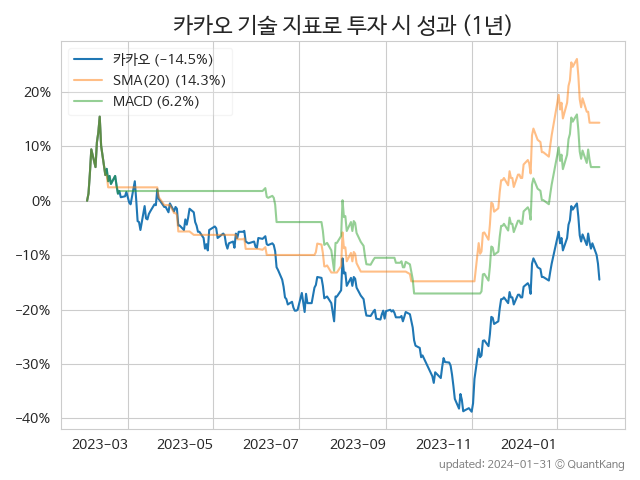 카카오 기술 지표로 투자 시 성과 (1년)
카카오 (−14.5%)
SMA(20) (14.3%)
MACD (6.2%)
20%
10%
0%
−10%
−20%
−30%
−40%
2023-03
2023-05
2023-07
2023-09
2023-11
2024-01
updated: 2024-01-31 © QuantKang